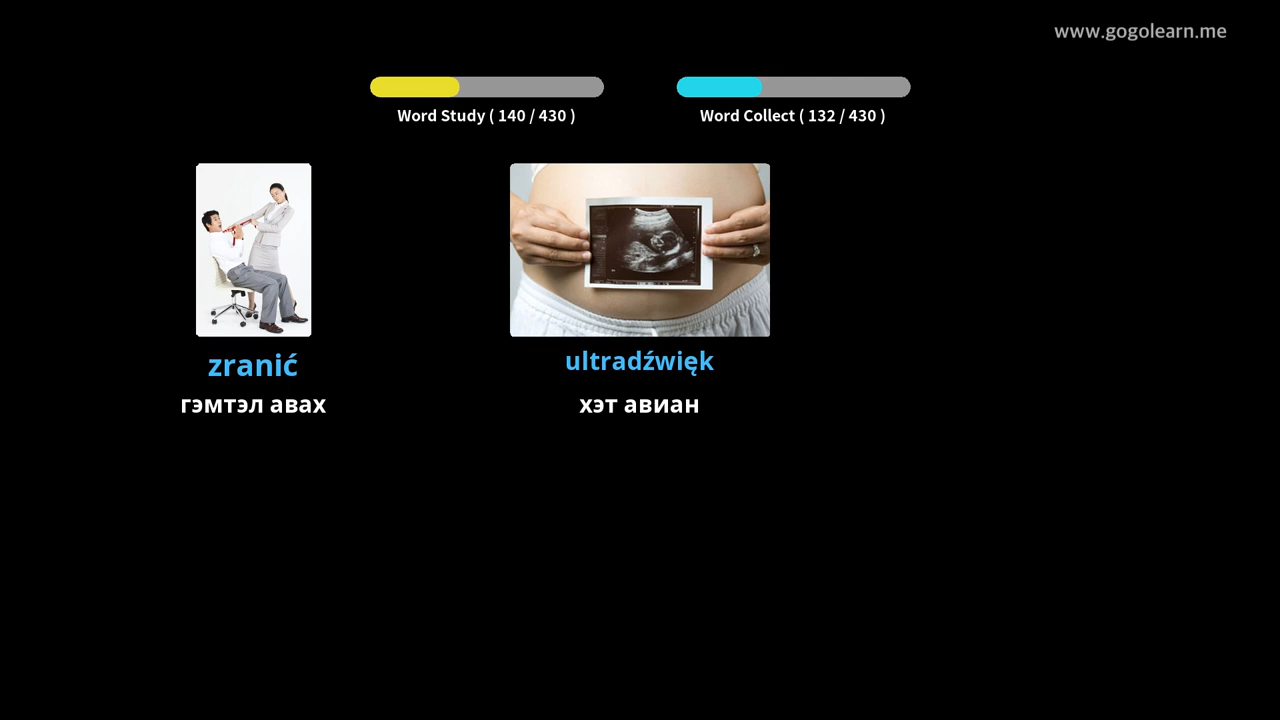 www.gogolearn.me
Word Study ( 140 / 430 )
Word Collect ( 132 / 430 )
zranić
ultradźwięk
гэмтэл авах
хэт авиан